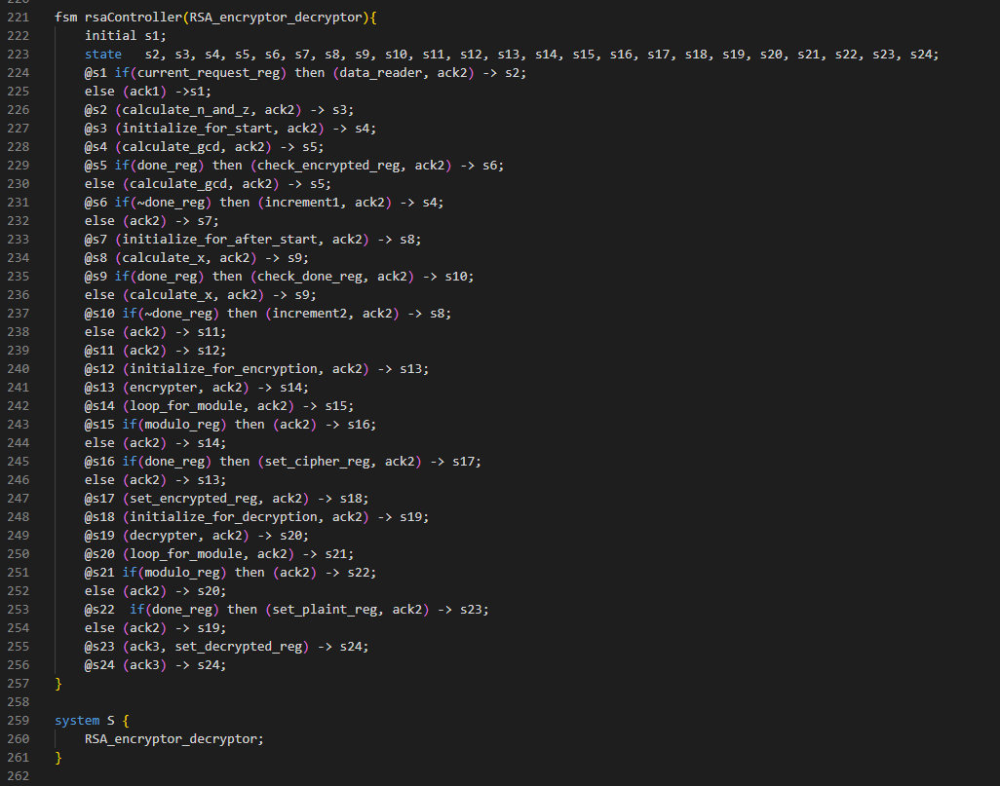 221 fsm rsaController(RSA_encryptor_decryptor){
222 initial s1;
223 state s2, s3, s4, s5, s6, s7, s8, s9, s10, s11, s12, s13, s14, s15, s16, s17, s18, s19, s20, s21, s22, s23, s24;
224 @s1 if(current_request_reg) then (data_reader, ack2) -> s2;
225 else (ack1) ->s1;
226 @s2 (calculate_n_and_z, ack2) -> s3;
227 @s3 (initialize_for_start, ack2) -> s4;
228 @s4 (calculate_gcd, ack2) -> s5;
229 @s5 if(done_reg) then (check_encrypted_reg, ack2) -> s6;
230 else (calculate_gcd, ack2) -> s5;
231 @s6 if(~done_reg) then (increment1, ack2) -> s4;
232 else (ack2) -> s7;
233 @s7 (initialize_for_after_start, ack2) -> s8;
234 @s8 (calculate_x, ack2) -> s9;
235 @s9 if(done_reg) then (check_done_reg, ack2) -> s10;
236 else (calculate_x, ack2) -> s9;
237 @s10 if(~done_reg) then (increment2, ack2) -> s8;
238 else (ack2) -> s11;
239 @s11 (ack2) -> s12;
240 @s12 (initialize_for_encryption, ack2) -> s13;
241 @s13 (encrypter, ack2) -> s14;
242 @s14 (loop_for_module, ack2) -> s15;
243 @s15 if(modulo_reg) then (ack2) -> s16;
244 else (ack2) -> s14;
245 @s16 if(done_reg) then (set_cipher_reg, ack2) -> s17;
246 else (ack2) -> s13;
247 @s17 (set_encrypted_reg, ack2) -> s18;
248 @s18 (initialize_for_decryption, ack2) -> s19;
249 @s19 (decrypter, ack2) -> s20;
250 @s20 (loop_for_module, ack2) -> s21;
251 @s21 if(modulo_reg) then (ack2) -> s22;
252 else (ack2) -> s20;
253 @s22  if(done_reg) then (set_plaint_reg, ack2) -> s23;
254 else (ack2) -> s19;
255 @s23 (ack3, set_decrypted_reg) -> s24;
256 @s24 (ack3) -> s24;
257 }
258
259 system S {
260 RSA_encryptor_decryptor;
261 }
262